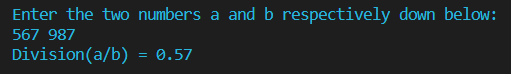 Enter the two numbers a and b respectively down below:
567 987
Division(a/b) = 0.57